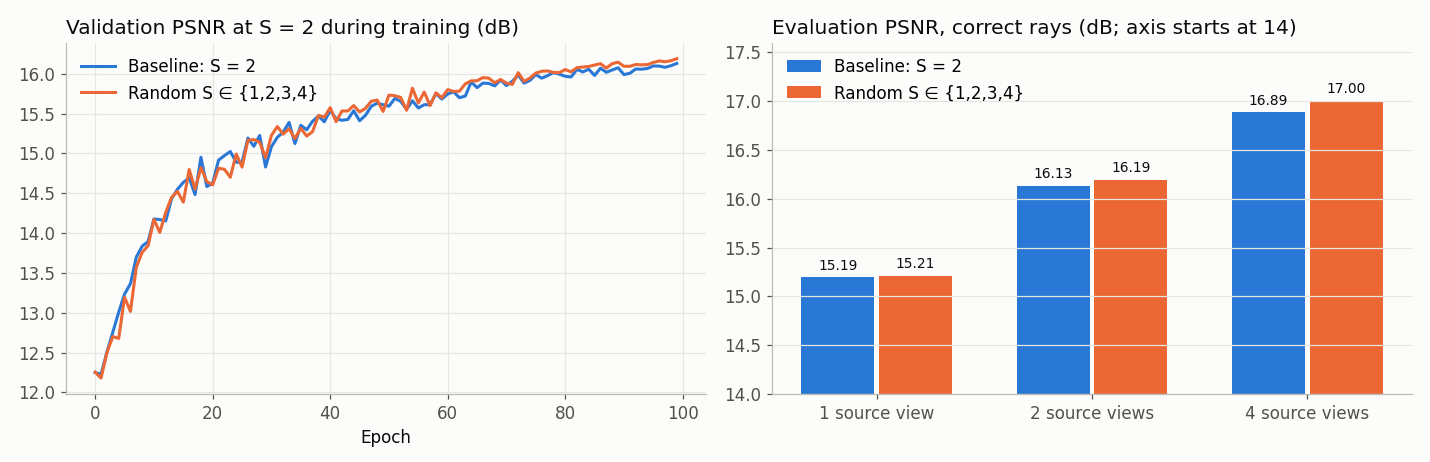 Validation PSNR at S = 2 during training (dB)
Baseline: S = 2
Random S ∈ {1,2,3,4}
16.0
15.5
15.0
14.5
14.0
13.5
13.0
12.5
12.0
0
20
40
60
80
100
Epoch
Evaluation PSNR, correct rays (dB; axis starts at 14)
Baseline: S = 2
Random S ∈ {1,2,3,4}
17.5
17.0
16.5
16.0
15.5
15.0
14.5
14.0
15.19
15.21
16.13
16.19
16.89
17.00
1 source view
2 source views
4 source views